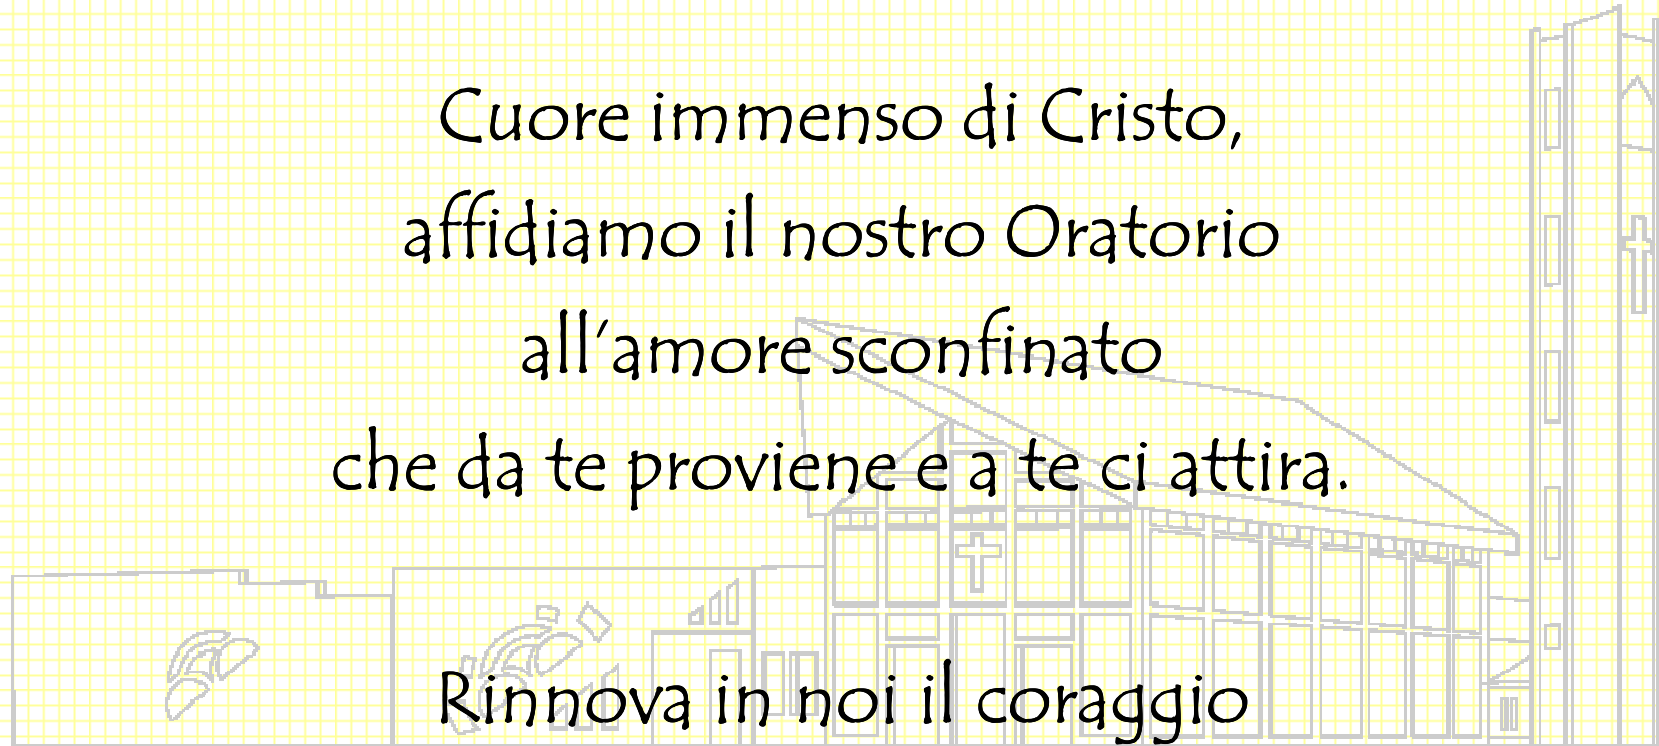 Cuore immenso di Cristo,
affidiamo il nostro Oratorio
all'amore sconfinato
che da te proviene e a te ci attira.
Rinnova in noi il coraggio